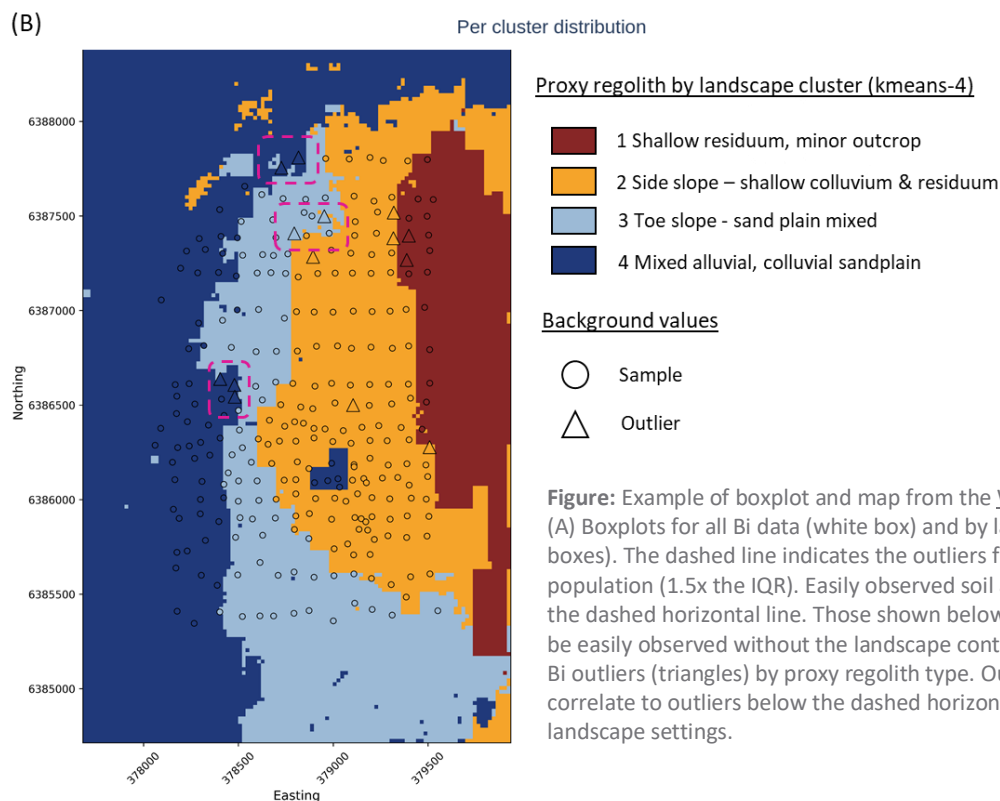 (B)
Per cluster distribution
6388000
6387500
6387000
6386500
6386000
6385500
6385000
Northing
378000
378500
379000
379500
Easting
Proxy regolith by landscape cluster (kmeans-4)
1 Shallow residuum, minor outcrop
2 Side slope – shallow colluvium & residuum
3 Toe slope - sand plain mixed
4 Mixed alluvial, colluvial sandplain
Background values
Sample
Outlier
Figure: Example of boxplot and map from the
(A) Boxplots for all Bi data (white box) and by
boxes). The dashed line indicates the outliers
population (1.5x the IQR). Easily observed soil
the dashed horizontal line. Those shown below
be easily observed without the landscape
Bi outliers (triangles) by proxy regolith type.
correlate to outliers below the dashed
landscape settings.